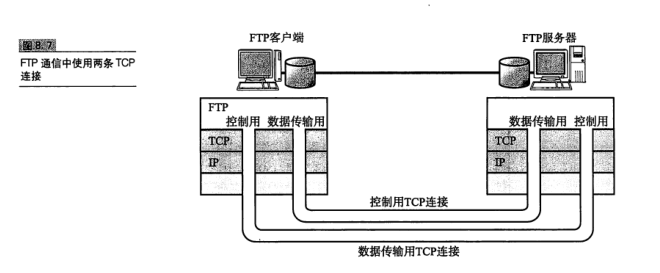 图 8.7
FTP 通信中使用两条 TCP
连接
FTP客户端
FTP服务器
FTP
控制用 数据传输用
TCP
IP
数据传输用 控制用
TCP
IP
控制用TCP连接
数据传输用TCP连接